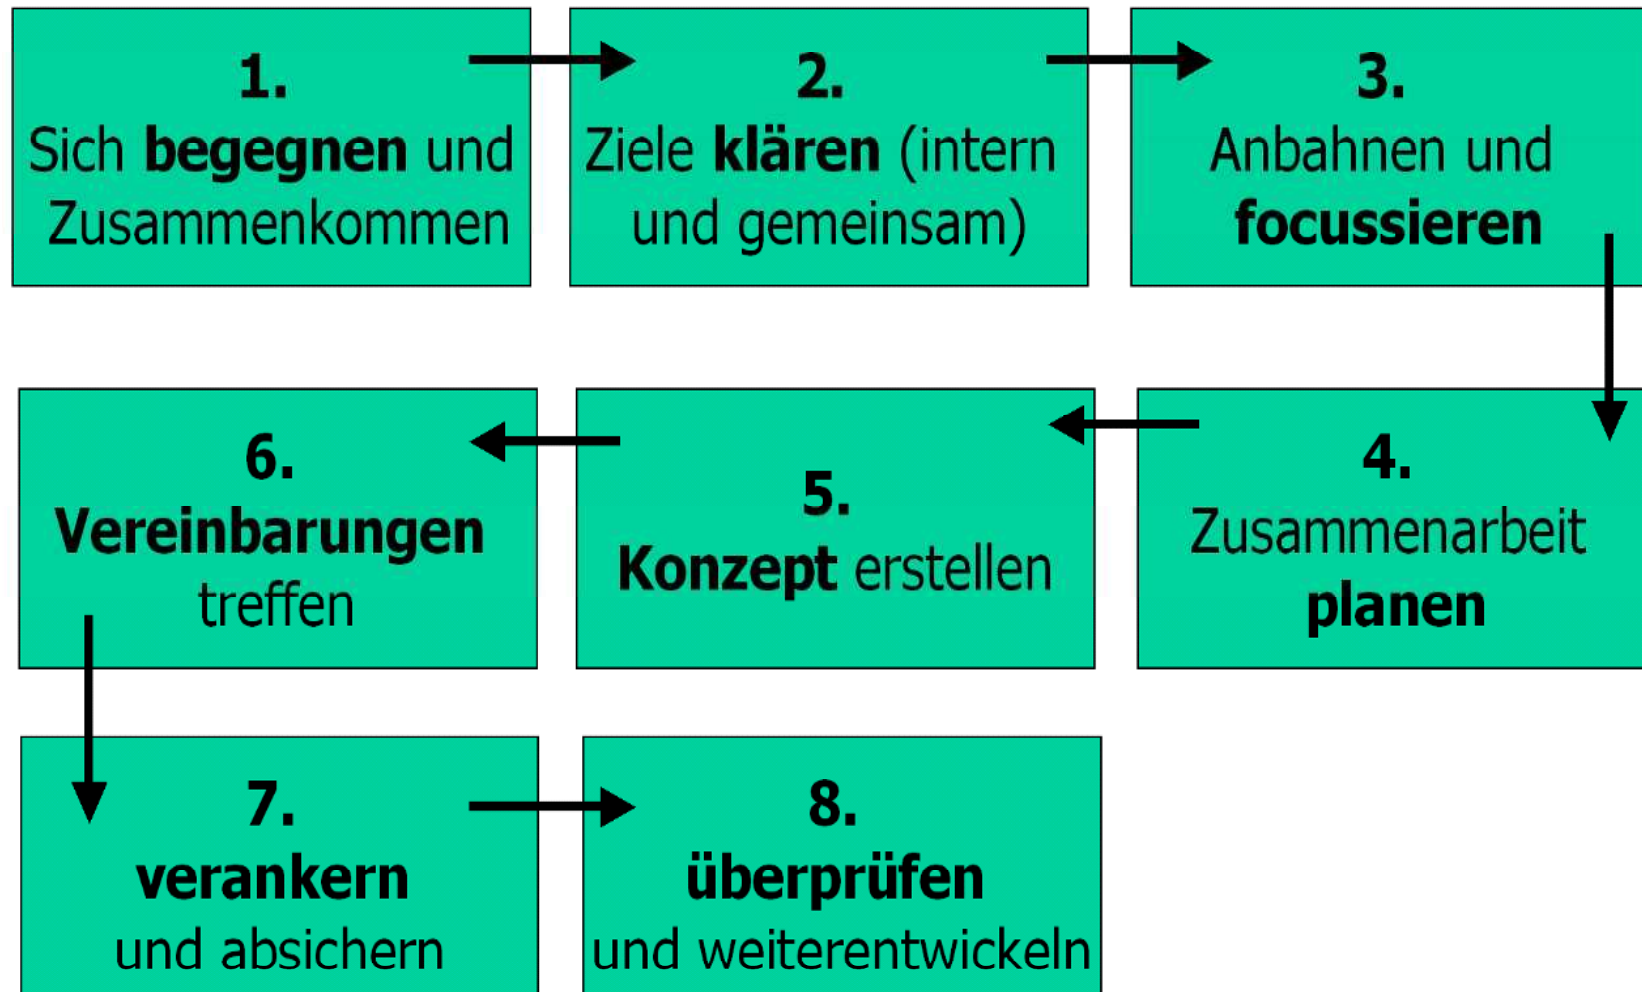 1.
Sich begegnen und
Zusammenkommen
2.
Ziele klären (intern
und gemeinsam)
3.
Anbahnen und
focussieren
4.
Zusammenarbeit
planen
5.
Konzept erstellen
6.
Vereinbarungen
treffen
7.
verankern
und absichern
8.
überprüfen
und weiterentwickeln